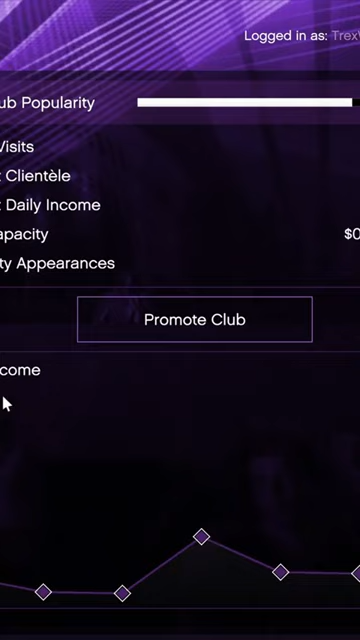 Logged in as: Trex
ub Popularity
Visits
t Clientèle
t Daily Income
apacity $0
ty Appearances
Promote Club
come